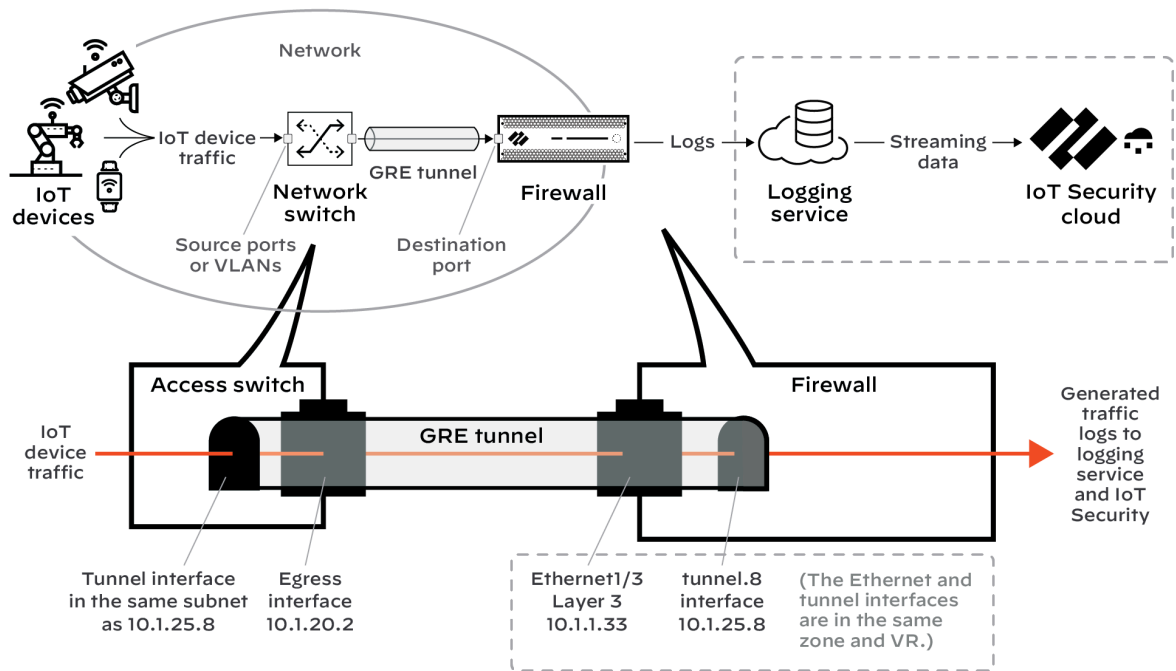 Network
IoT device
traffic
GRE tunnel
Logs
Streaming
data
IoT
devices
Network
switch
Firewall
Logging
service
IoT Security
cloud
Source ports
or VLANs
Destination
port
Access switch
Firewall
IoT
device
traffic
GRE tunnel
Generated
traffic
logs to
logging
service
and IoT
Security
Tunnel interface
in the same subnet
as 10.1.25.8
Egress
interface
10.1.20.2
Ethernet1/3
Layer 3
10.1.1.33
tunnel.8
interface
10.1.25.8
(The Ethernet and
tunnel interfaces
are in the same
zone and VR.)